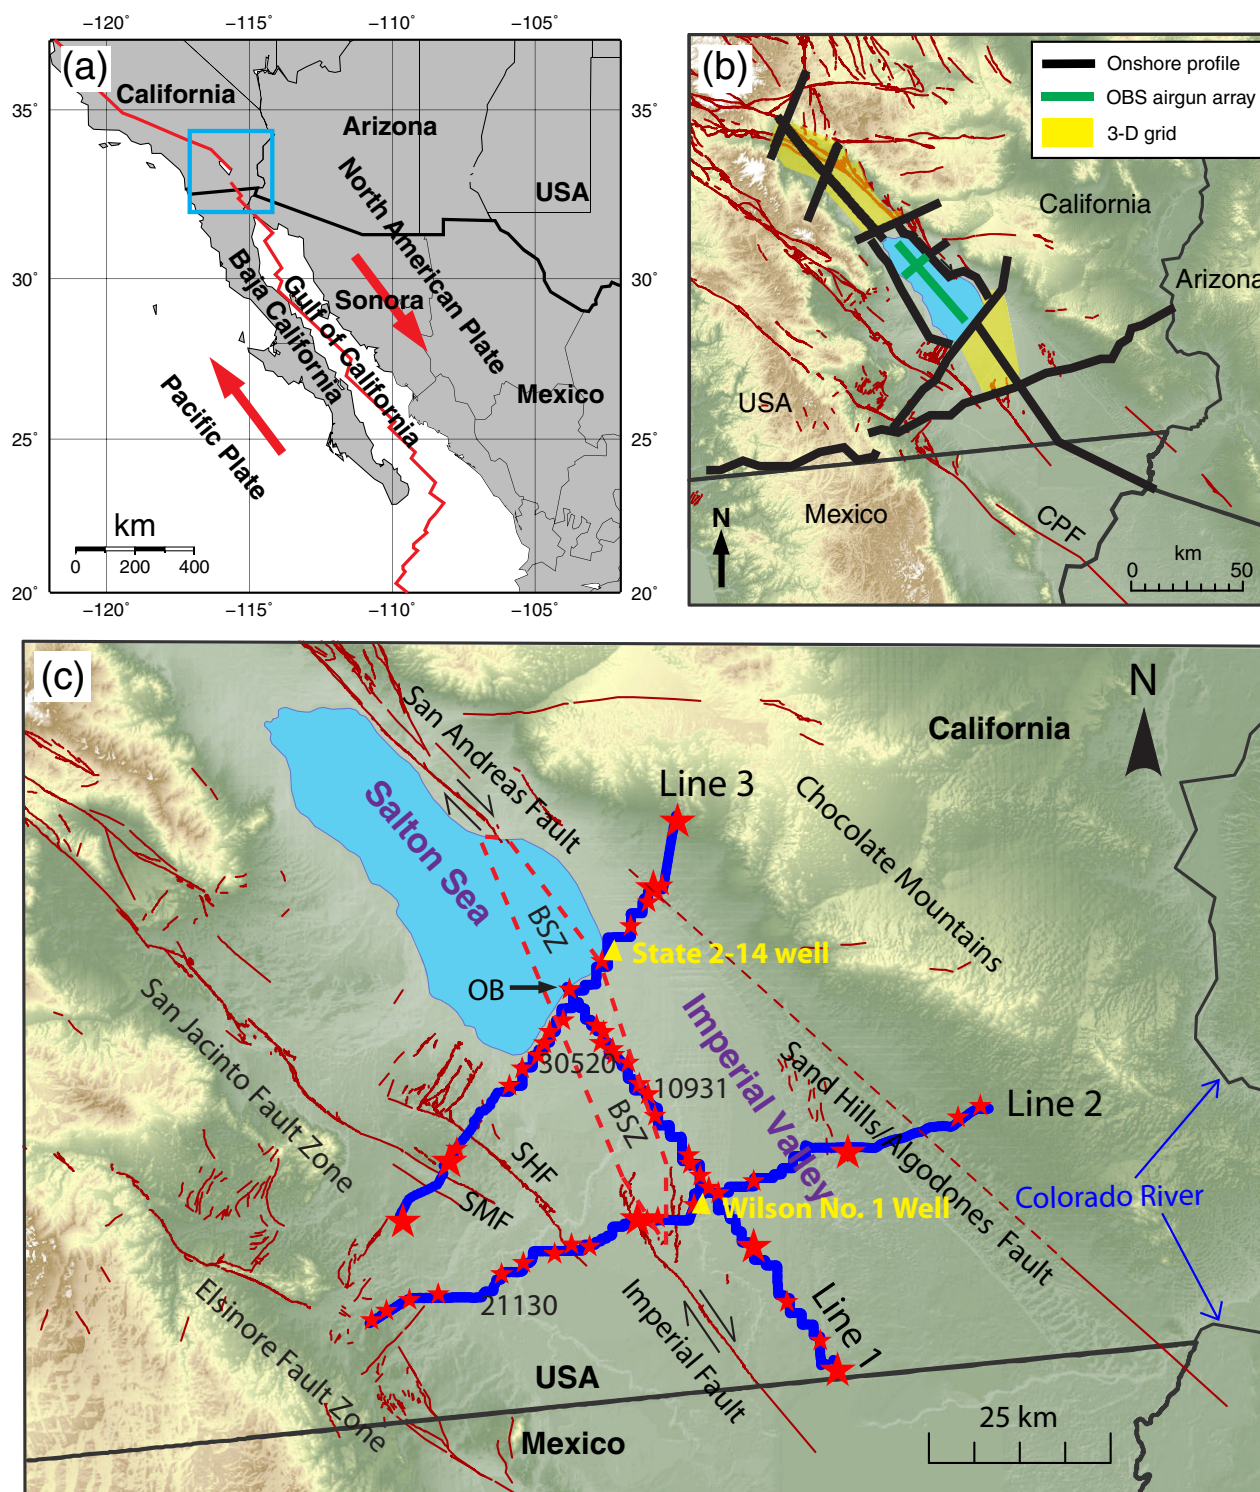 −120˚
−115˚
−110˚
−105˚
(a)
California
35˚
35˚
Arizona
USA
North American Plate
30˚
30˚
Baja California
Gulf of California
Sonora
Mexico
Pacific Plate
25˚
25˚
km
0
200
400
20˚
20˚
−120˚
−115˚
−110˚
−105˚
(b)
Onshore profile
OBS airgun array
3-D grid
California
Arizona
USA
Mexico
CPF
N
km
0
50
(c)
San Andreas Fault
California
N
Line 3
Chocolate Mountains
Salton Sea
BSZ
State 2-14 well
OB
San Jacinto Fault Zone
Imperial Valley
30520
10931
Sand Hills/Algodones Fault
Line 2
BSZ
SHF
SMF
Wilson No. 1 Well
Colorado River
21130
Elsinore Fault Zone
Imperial Fault
Line 1
USA
Mexico
25 km